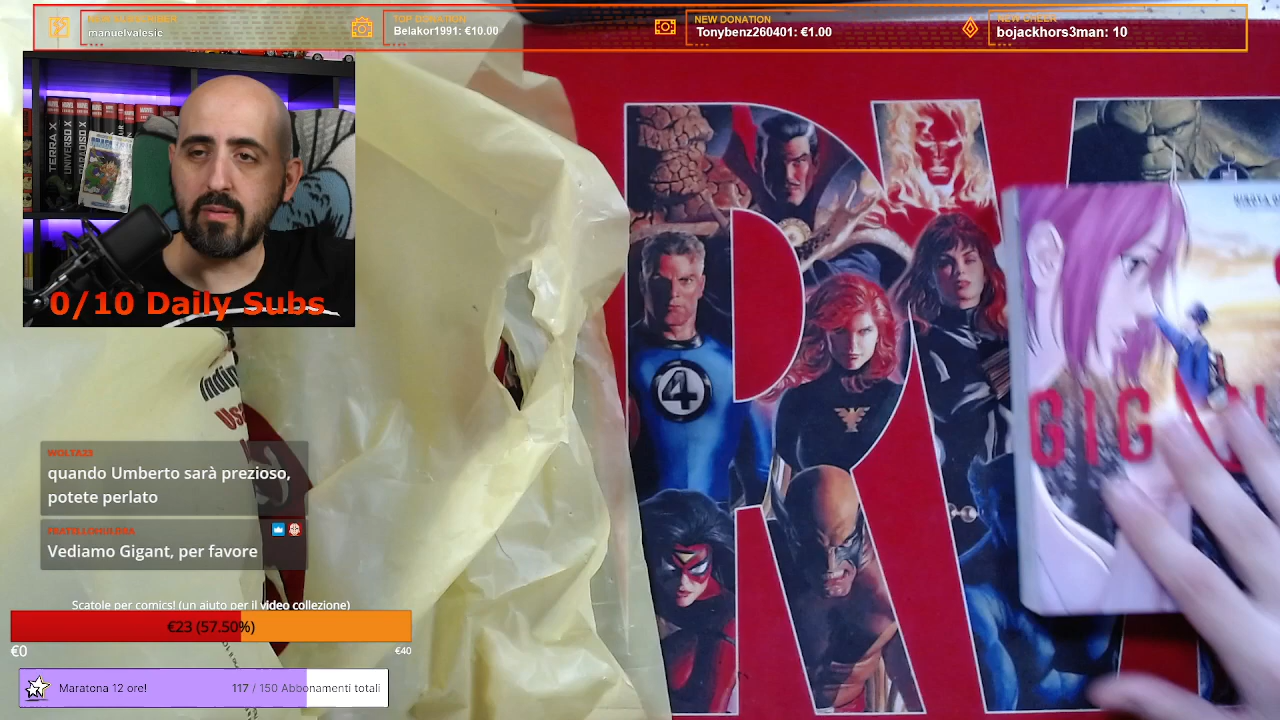 TOP DONATION
NEW DONATION
NEW CHEER
manuelvalesic
Belakor1991: €10.00
Tonybenz260401: €1.00
bojackhors3man: 10
TERRA X
UNIVERSO X
PARADISO X
0/10 Daily Subs
4
GIG
WOLTA23
quando Umberto sarà prezioso,
potete perlato
Vediamo Gigant, per favore
Scatole per comics! (un aiuto per il video collezione)
€23 (57.50%)
€0
€40
Maratona 12 ore!
117 / 150 Abbonamenti totali